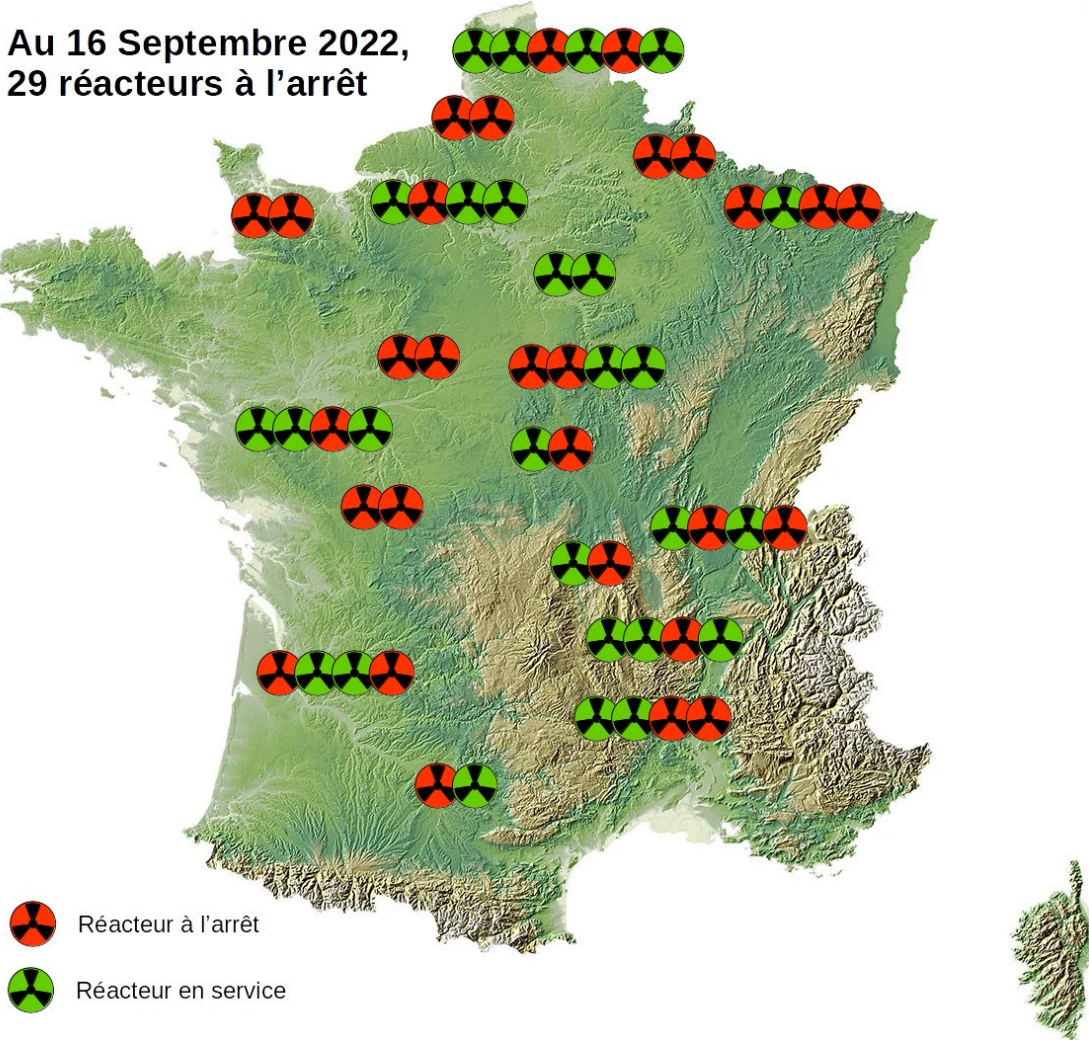 Au 16 Septembre 2022,
29 réacteurs à l’arrêt
Réacteur à l’arrêt
Réacteur en service